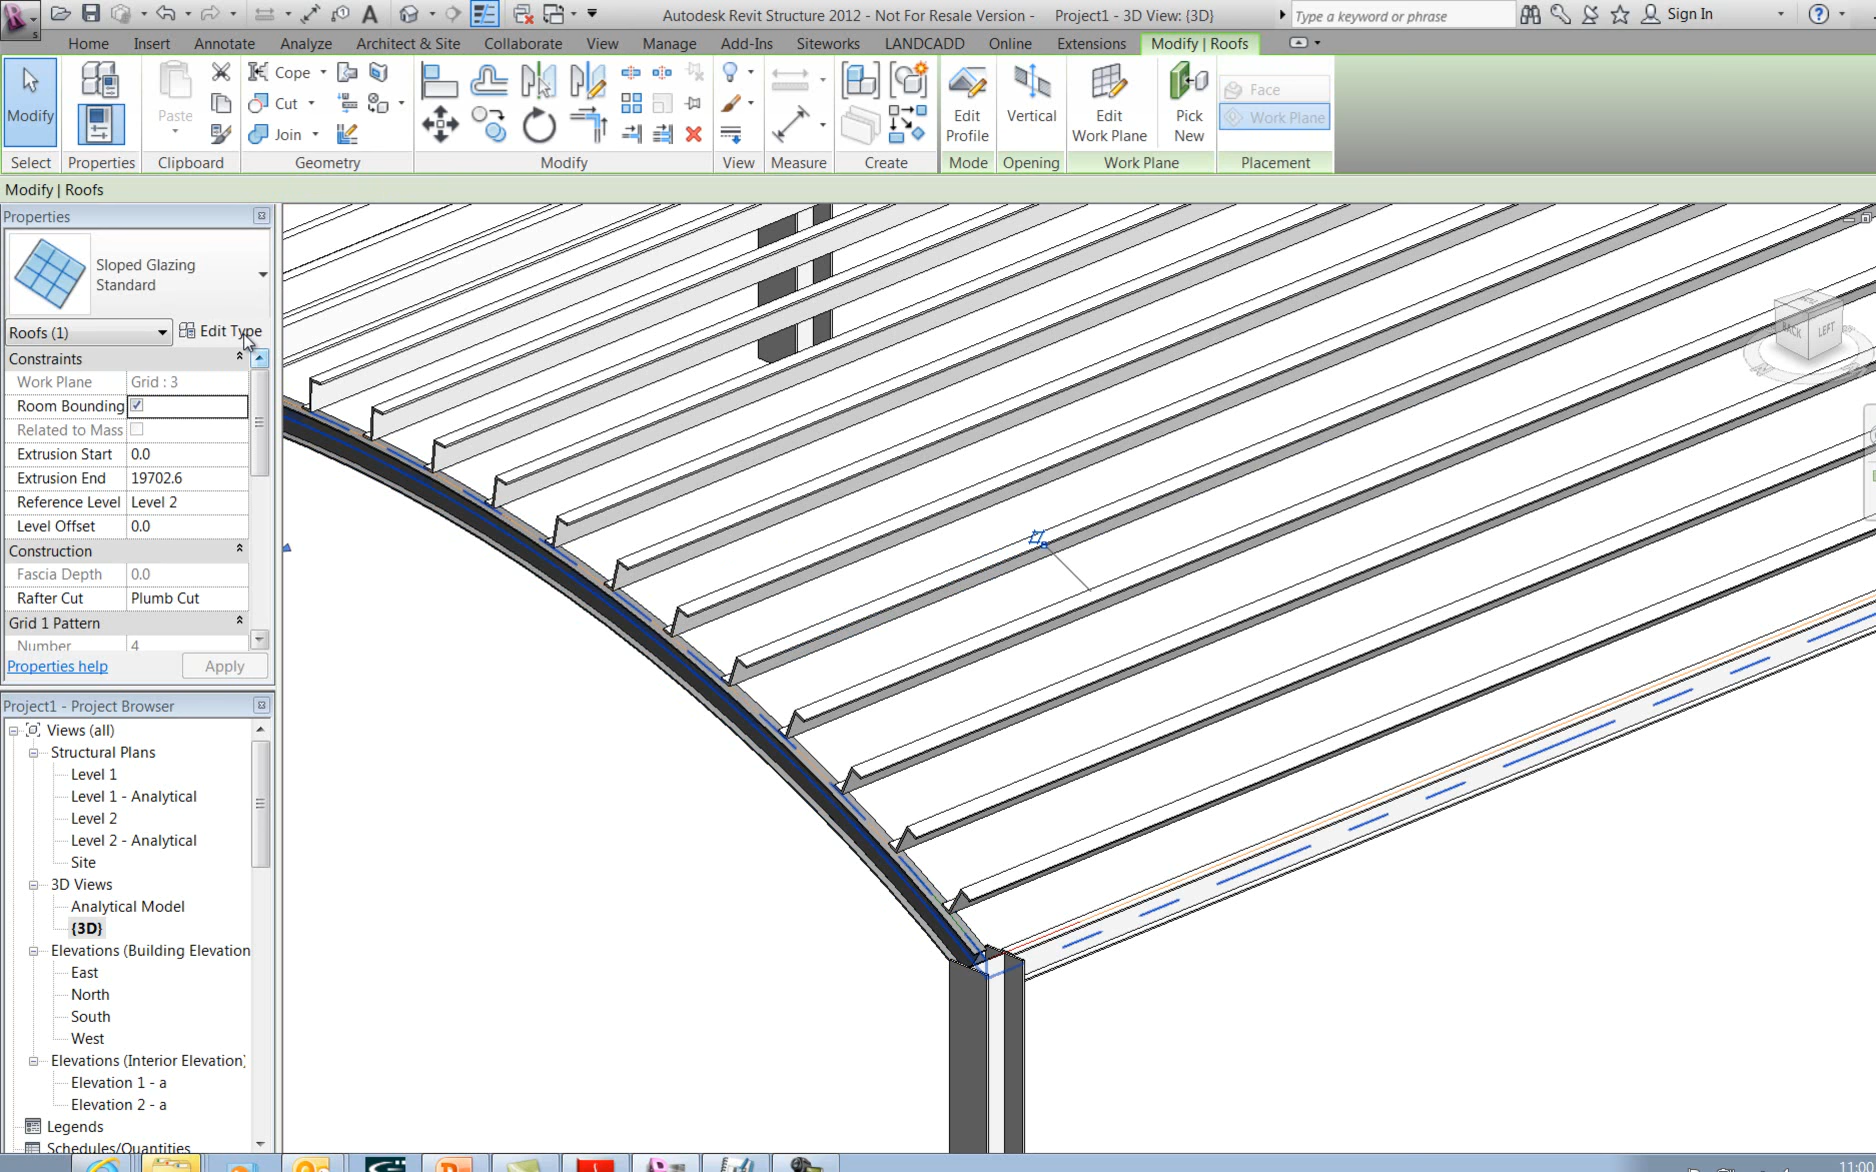 Autodesk Revit Structure 2012 - Not For Resale Version - Project1 - 3D View: {3D}
Type a keyword or phrase
Sign In
Home Insert Annotate Analyze Architect & Site Collaborate View Manage Add-Ins Siteworks LANDCADD Online Extensions Modify | Roofs
Modify
Paste
Cope
Cut
Join
Edit Profile
Vertical
Edit Work Plane
Pick New
Face
Work Plane
Select Properties Clipboard Geometry Modify View Measure Create Mode Opening Work Plane Placement
Modify | Roofs
Properties
Sloped Glazing
Standard
Roofs (1)
Edit Type
Constraints
Work Plane Grid : 3
Room Bounding
Related to Mass
Extrusion Start 0.0
Extrusion End 19702.6
Reference Level Level 2
Level Offset 0.0
Construction
Fascia Depth 0.0
Rafter Cut Plumb Cut
Grid 1 Pattern
Number 4
Properties help
Apply
Project1 - Project Browser
Views (all)
Structural Plans
Level 1
Level 1 - Analytical
Level 2
Level 2 - Analytical
Site
3D Views
Analytical Model
{3D}
Elevations (Building Elevation
East
North
South
West
Elevations (Interior Elevation)
Elevation 1 - a
Elevation 2 - a
Legends
Schedules/Quantities
BACK
LEFT
11:00